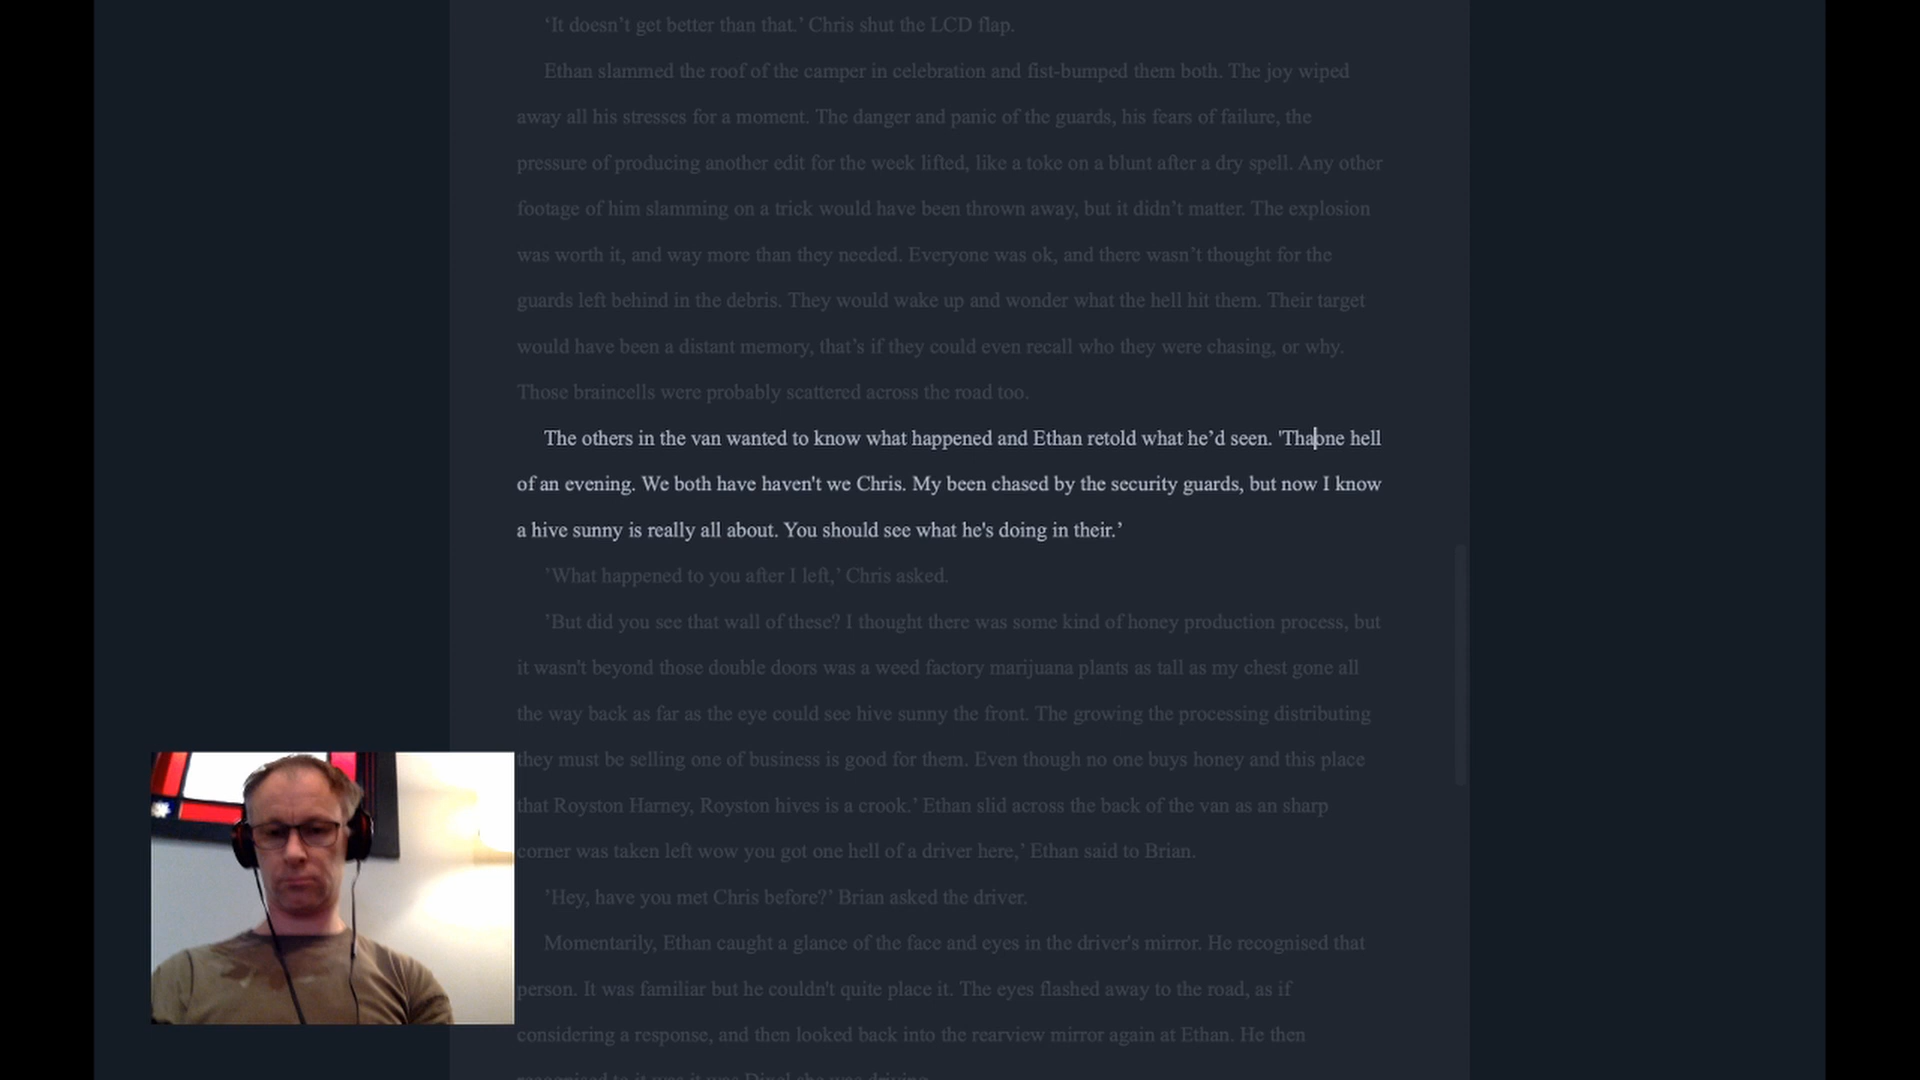 ‘It doesn’t get better than that.’ Chris shut the LCD flap.
Ethan slammed the roof of the camper in celebration and fist-bumped them both. The joy wiped
away all his stresses for a moment. The danger and panic of the guards, his fears of failure, the
pressure of producing another edit for the week lifted, like a toke on a blunt after a dry spell. Any other
footage of him slamming on a trick would have been thrown away, but it didn’t matter. The explosion
was worth it, and way more than they needed. Everyone was ok, and there wasn’t thought for the
guards left behind in the debris. They would wake up and wonder what the hell hit them. Their target
would have been a distant memory, that’s if they could even recall who they were chasing, or why.
Those braincells were probably scattered across the road too.
The others in the van wanted to know what happened and Ethan retold what he’d seen. 'Thaone hell
of an evening. We both have haven't we Chris. My been chased by the security guards, but now I know
a hive sunny is really all about. You should see what he's doing in their.’
’What happened to you after I left,’ Chris asked.
’But did you see that wall of these? I thought there was some kind of honey production process, but
it wasn't beyond those double doors was a weed factory marijuana plants as tall as my chest gone all
the way back as far as the eye could see hive sunny the front. The growing the processing distributing
they must be selling one of business is good for them. Even though no one buys honey and this place
that Royston Harney, Royston hives is a crook.’ Ethan slid across the back of the van as an sharp
corner was taken left wow you got one hell of a driver here,’ Ethan said to Brian.
’Hey, have you met Chris before?’ Brian asked the driver.
Momentarily, Ethan caught a glance of the face and eyes in the driver's mirror. He recognised that
person. It was familiar but he couldn't quite place it. The eyes flashed away to the road, as if
considering a response, and then looked back into the rearview mirror again at Ethan. He then